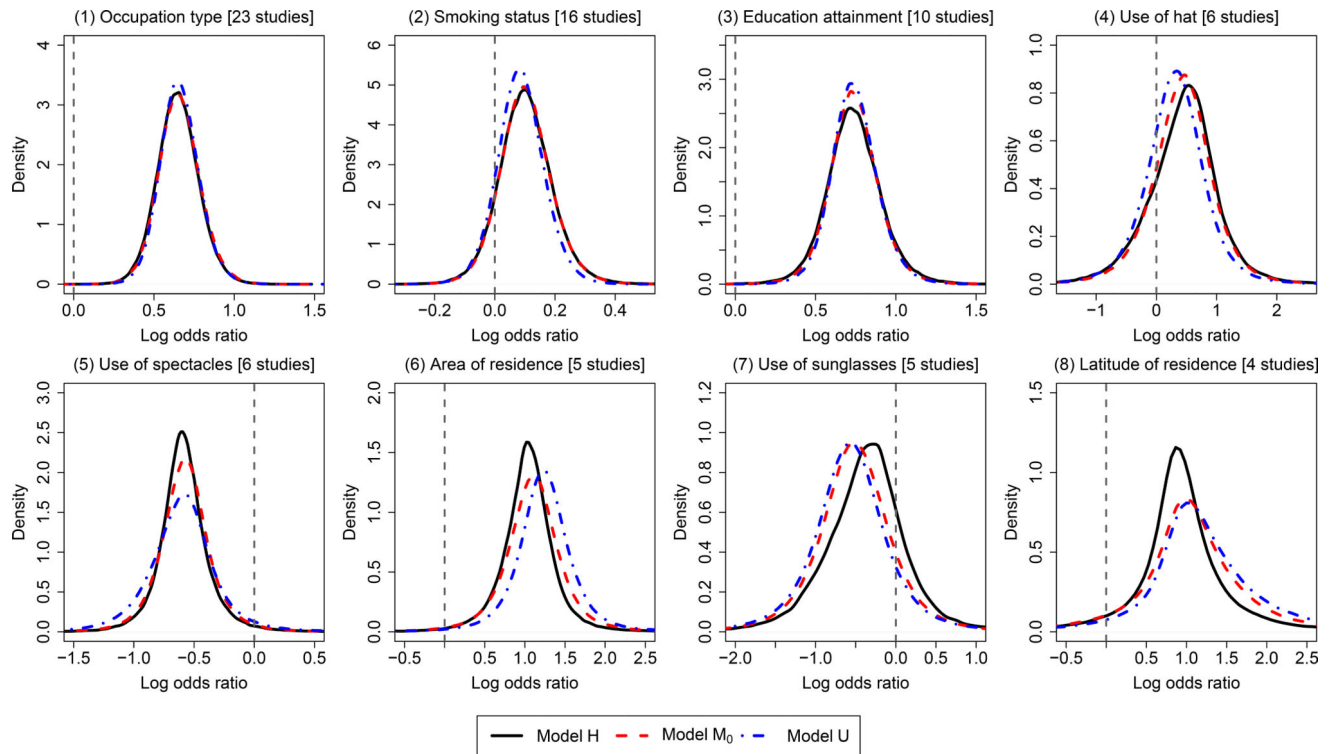 (1) Occupation type [23 studies]
(2) Smoking status [16 studies]
(3) Education attainment [10 studies]
(4) Use of hat [6 studies]
Density
0 1 2 3 4
0.0 0.5 1.0 1.5
Log odds ratio
Density
0 1 2 3 4 5 6
−0.2 0.0 0.2 0.4
Log odds ratio
Density
0.0 1.0 2.0 3.0
0.0 0.5 1.0 1.5
Log odds ratio
Density
0.0 0.2 0.4 0.6 0.8 1.0
−1 0 1 2
Log odds ratio
(5) Use of spectacles [6 studies]
(6) Area of residence [5 studies]
(7) Use of sunglasses [5 studies]
(8) Latitude of residence [4 studies]
Density
0.0 0.5 1.0 1.5 2.0 2.5 3.0
−1.5 −1.0 −0.5 0.0 0.5
Log odds ratio
Density
0.0 0.5 1.0 1.5 2.0
−0.5 0.5 1.0 1.5 2.0 2.5
Log odds ratio
Density
0.0 0.2 0.4 0.6 0.8 1.0 1.2
−2.0 −1.0 0.0 1.0
Log odds ratio
Density
0.0 0.5 1.0 1.5
−0.5 0.5 1.0 1.5 2.0 2.5
Log odds ratio
Model H Model M0 Model U